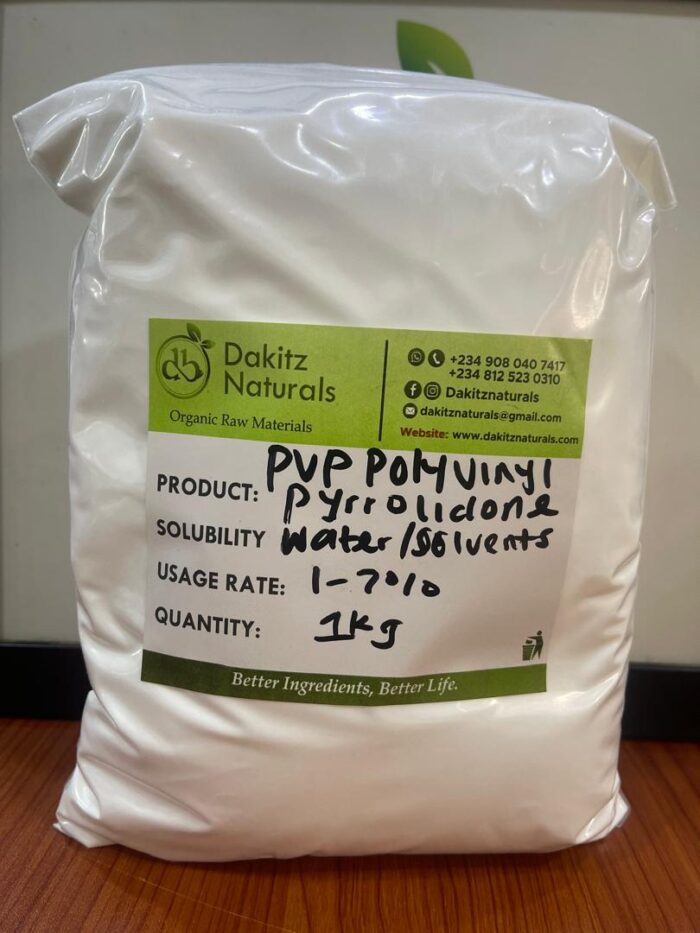 Dakitz
Naturals
Organic Raw Materials
+234 908 040 7417
+234 812 523 0310
Dakitznaturals
dakitznaturals@gmail.com
Website: www.dakitznaturals.com
PRODUCT: PVP Polyvinyl
Pyrrolidone
SOLUBILITY Water/Solvents
USAGE RATE: 1-7%
QUANTITY: 1kg
Better Ingredients, Better Life.